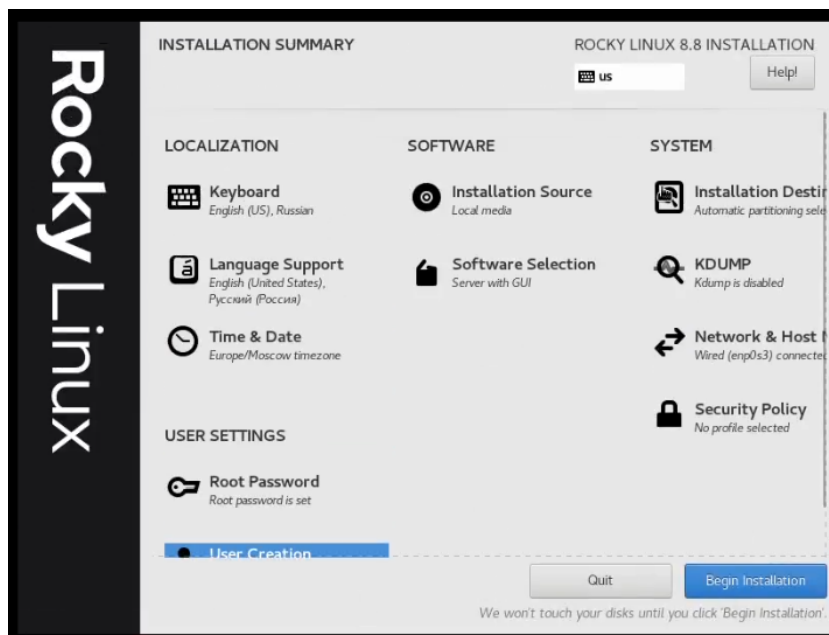 Rocky Linux
INSTALLATION SUMMARY
ROCKY LINUX 8.8 INSTALLATION
us
Help!
LOCALIZATION
Keyboard
English (US), Russian
Language Support
English (United States),
Русский (Россия)
Time & Date
Europe/Moscow timezone
USER SETTINGS
Root Password
Root password is set
User Creation
SOFTWARE
Installation Source
Local media
Software Selection
Server with GUI
SYSTEM
Installation Destin
Automatic partitioning sele
KDUMP
Kdump is disabled
Network & Host N
Wired (enp0s3) connected
Security Policy
No profile selected
Quit
Begin Installation
We won't touch your disks until you click 'Begin Installation'.